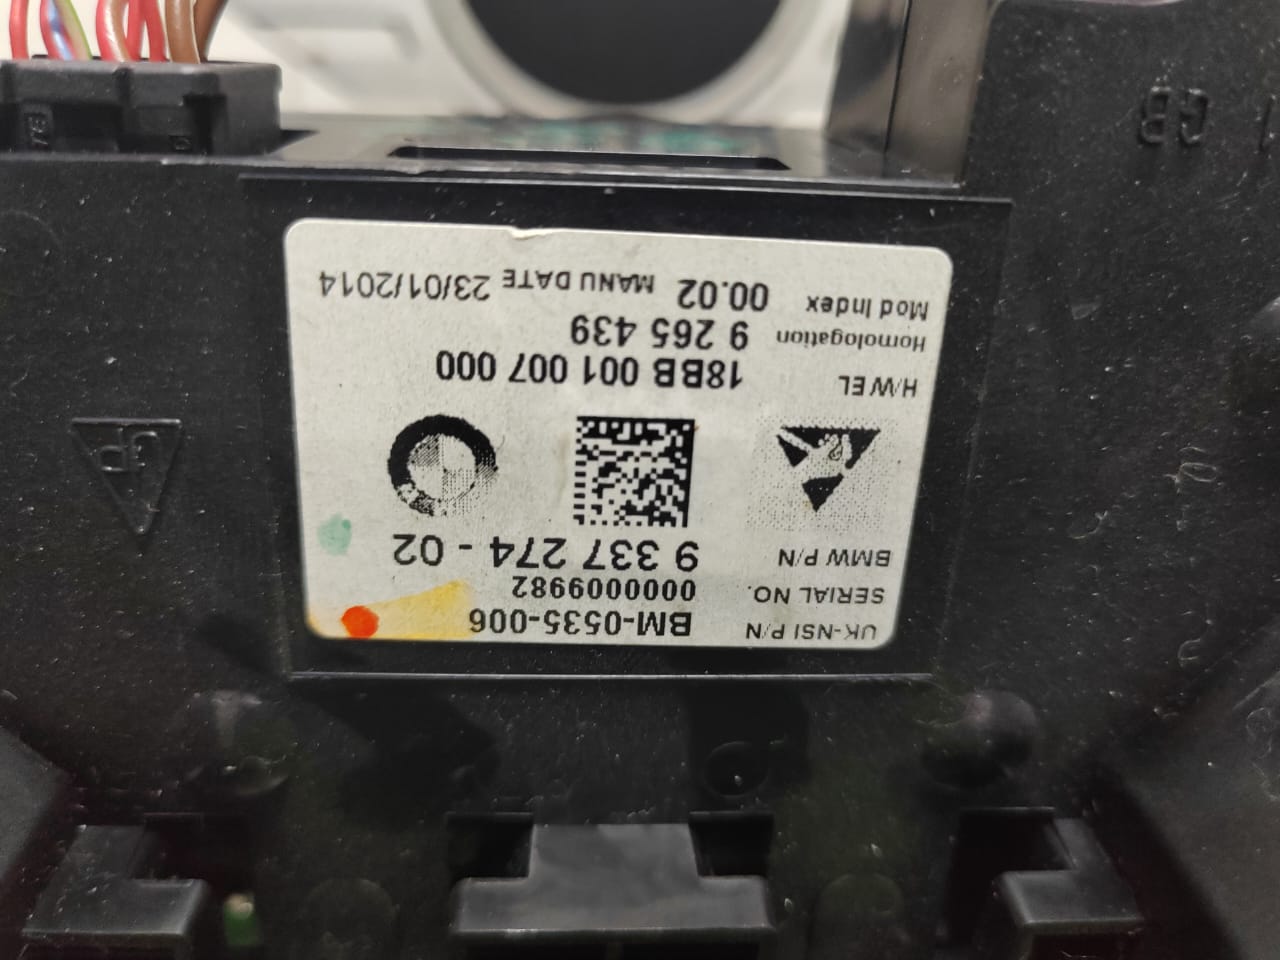 UK-NSI P/N BM-0535-006
SERIAL NO. 0000009982
BMW P/N 9 337 274 - 02
H/W EL 18BB 001 007 000
Homologation 9 265 439
Mod Index 00.02 MANU DATE 23/01/2014
GB